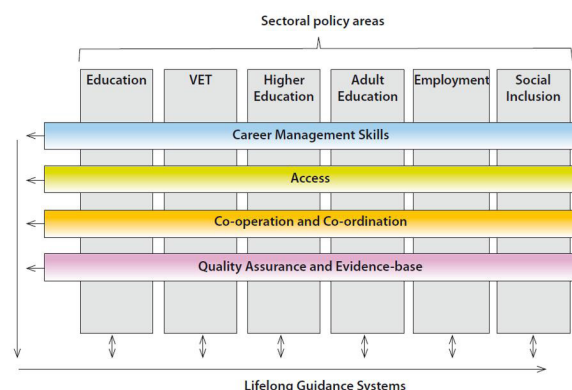 Sectoral policy areas
Education VET Higher Education Adult Education Employment Social Inclusion
Career Management Skills
Access
Co-operation and Co-ordination
Quality Assurance and Evidence-base
Lifelong Guidance Systems